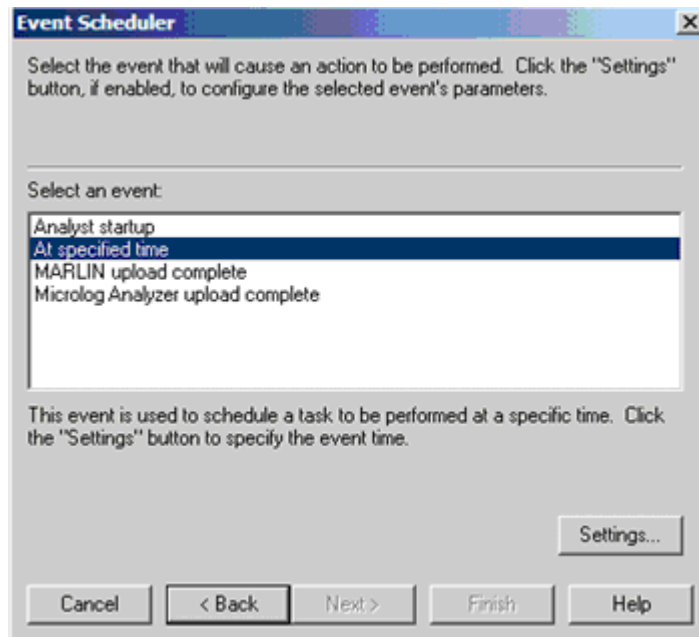 Event Scheduler
Select the event that will cause an action to be performed. Click the "Settings"
button, if enabled, to configure the selected event's parameters.
Select an event:
Analyst startup
At specified time
MARLIN upload complete
Microlog Analyzer upload complete
This event is used to schedule a task to be performed at a specific time. Click
the "Settings" button to specify the event time.
Settings...
Cancel
< Back
Next >
Finish
Help